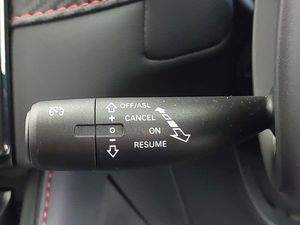 OFF/ASL
+ CANCEL
o ON
− RESUME